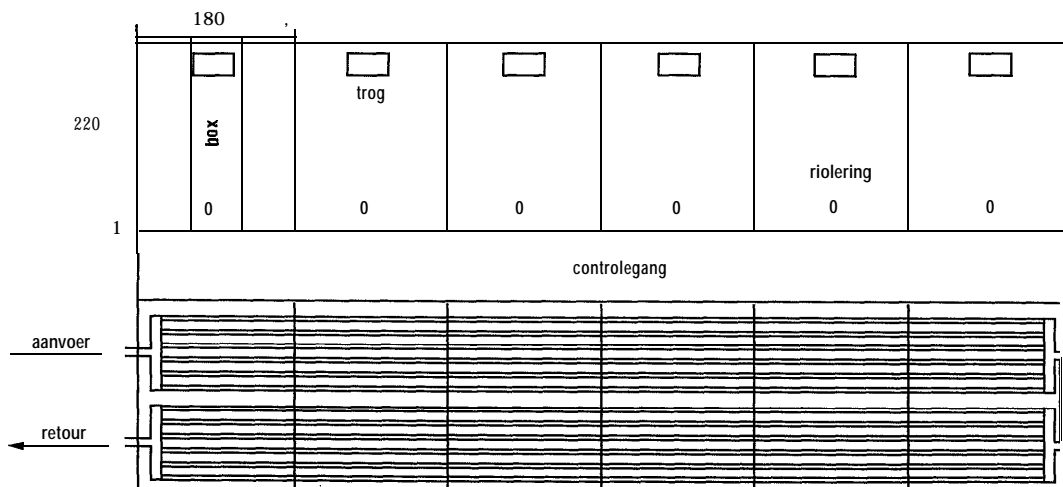 180
trog
220
box
riolering
0 0 0 0 0 0
1
controlegang
aanvoer
retour